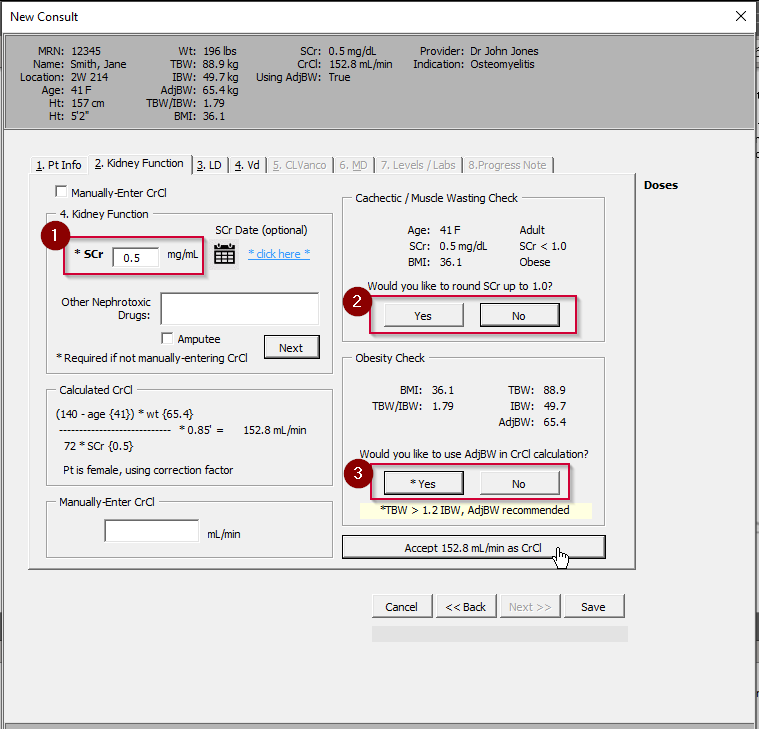 New Consult
MRN: 12345 Wt: 196 lbs SCr: 0.5 mg/dL Provider: Dr John Jones
Name: Smith, Jane TBW: 88.9 kg CrCl: 152.8 mL/min Indication: Osteomyelitis
Location: 2W 214 IBW: 49.7 kg Using AdjBW: True
Age: 41 F AdjBW: 65.4 kg
Ht: 157 cm TBW/IBW: 1.79
Ht: 5'2" BMI: 36.1
1. Pt Info 2. Kidney Function 3. LD 4. Vd 5. CLVanco 6. MD 7. Levels / Labs 8.Progress Note
Doses
Manually-Enter CrCl
4. Kidney Function
SCr Date (optional)
1
* SCr 0.5 mg/mL * click here *
Other Nephrotoxic
Drugs:
Amputee
* Required if not manually-entering CrCl Next
Calculated CrCl
(140 - age {41}) * wt {65.4}
---------------------------- * 0.85' = 152.8 mL/min
72 * SCr {0.5}
Pt is female, using correction factor
Manually-Enter CrCl
mL/min
Cachectic / Muscle Wasting Check
Age: 41 F Adult
SCr: 0.5 mg/dL SCr < 1.0
BMI: 36.1 Obese
Would you like to round SCr up to 1.0?
2
Yes No
Obesity Check
BMI: 36.1 TBW: 88.9
TBW/IBW: 1.79 IBW: 49.7
AdjBW: 65.4
Would you like to use AdjBW in CrCl calculation?
3
* Yes No
*TBW > 1.2 IBW, AdjBW recommended
Accept 152.8 mL/min as CrCl
Cancel << Back Next >> Save